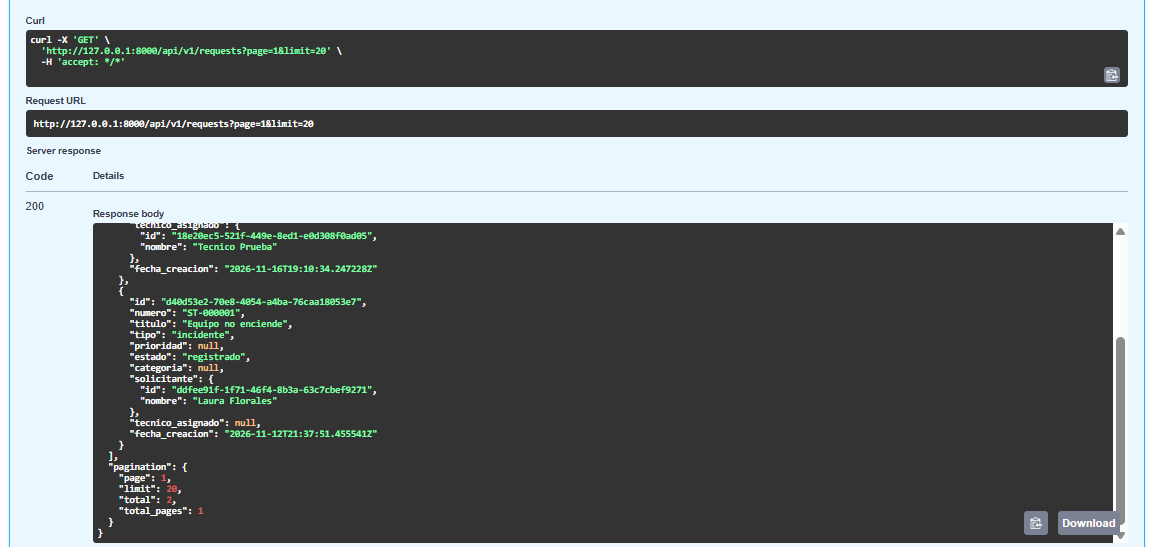 Curl
curl -X 'GET' \
  'http://127.0.0.1:8000/api/v1/requests?page=1&limit=20' \
  -H 'accept: */*'
Request URL
http://127.0.0.1:8000/api/v1/requests?page=1&limit=20
Server response
Code Details
200
Response body
      "tecnico_asignado": {
        "id": "18e20ec5-521f-449e-8ed1-e0d308f0ad05",
        "nombre": "Tecnico Prueba"
      },
      "fecha_creacion": "2026-11-16T19:10:34.247228Z"
    },
    {
      "id": "d40d53e2-70e8-4054-a4ba-76caa18053e7",
      "numero": "ST-000001",
      "titulo": "Equipo no enciende",
      "tipo": "incidente",
      "prioridad": null,
      "estado": "registrado",
      "categoria": null,
      "solicitante": {
        "id": "ddfee91f-1f71-46f4-8b3a-63c7cbef9271",
        "nombre": "Laura Florales"
      },
      "tecnico_asignado": null,
      "fecha_creacion": "2026-11-12T21:37:51.455541Z"
    }
  ],
  "pagination": {
    "page": 1,
    "limit": 20,
    "total": 2,
    "total_pages": 1
  }
}
Download